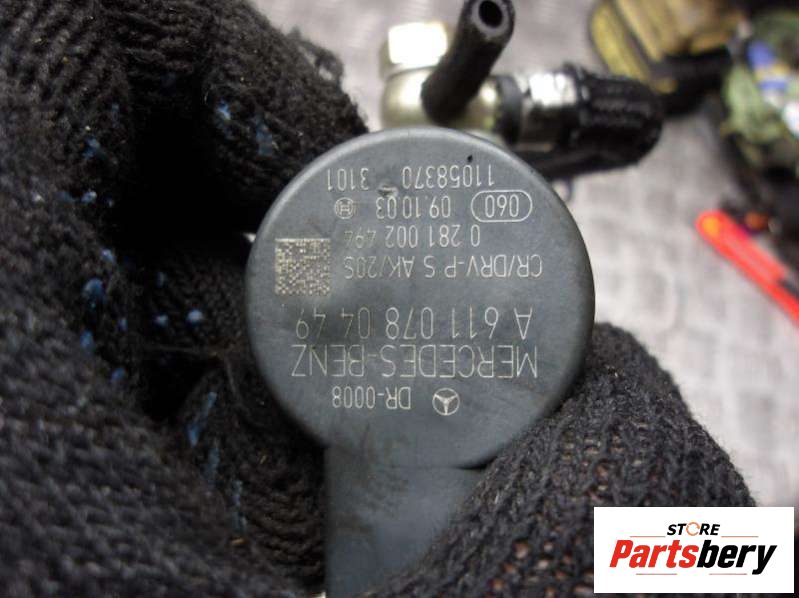 DR-0008
MERCEDES-BENZ
A 611 078 04 49
CR/DRV-P S AK/20S
0 281 002 494
060 09.10.03
11058370 3101
STORE
Partsbery